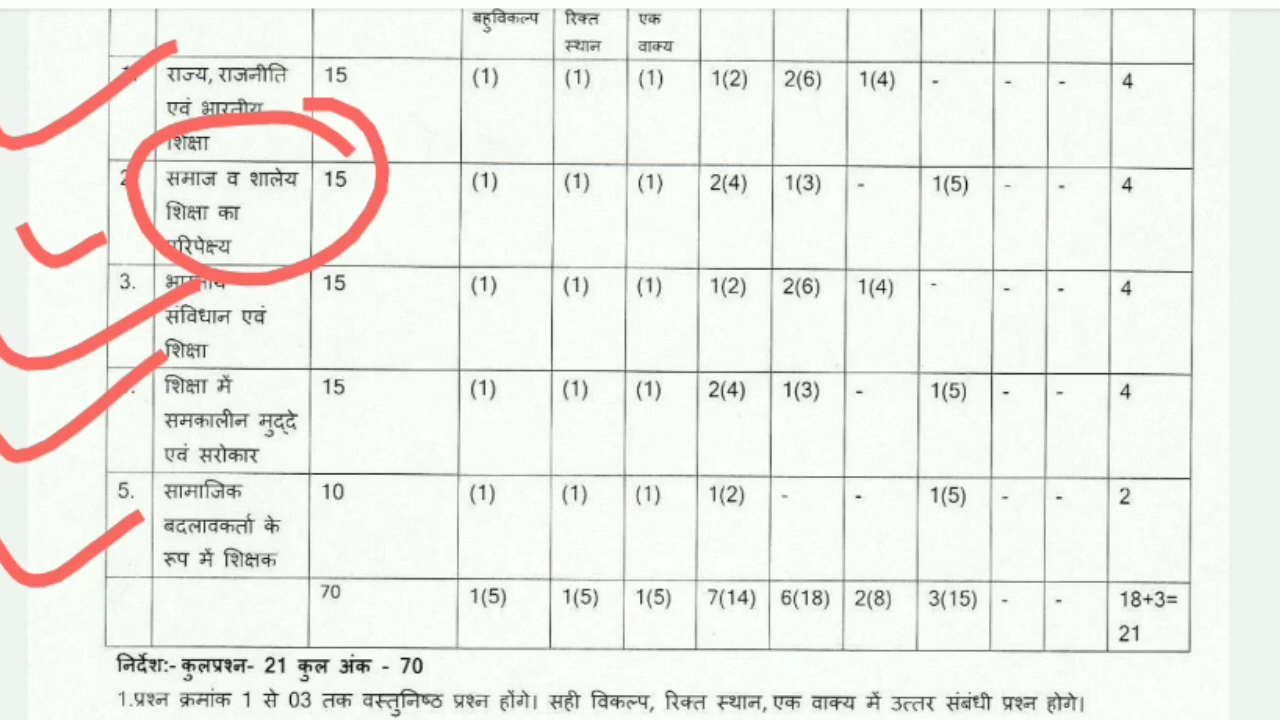 बहुविकल्प रिक्त स्थान एक वाक्य
1. राज्य, राजनीति 15 (1) (1) (1) 1(2) 2(6) 1(4) - - - 4
एवं भारतीय
शिक्षा
2 समाज व शालेय 15 (1) (1) (1) 2(4) 1(3) - 1(5) - - 4
शिक्षा का
परिपेक्ष्य
3. भारतीय 15 (1) (1) (1) 1(2) 2(6) 1(4) - - - 4
संविधान एवं
शिक्षा
शिक्षा में 15 (1) (1) (1) 2(4) 1(3) - 1(5) - - 4
समकालीन मुद्दे
एवं सरोकार
5. सामाजिक 10 (1) (1) (1) 1(2) - - 1(5) - - 2
बदलावकर्ता के
रूप में शिक्षक
70 1(5) 1(5) 1(5) 7(14) 6(18) 2(8) 3(15) - - 18+3=
21
निर्देश:- कुलप्रश्न- 21 कुल अंक - 70
1.प्रश्न क्रमांक 1 से 03 तक वस्तुनिष्ठ प्रश्न होंगे। सही विकल्प, रिक्त स्थान, एक वाक्य में उत्तर संबंधी प्रश्न होगे।